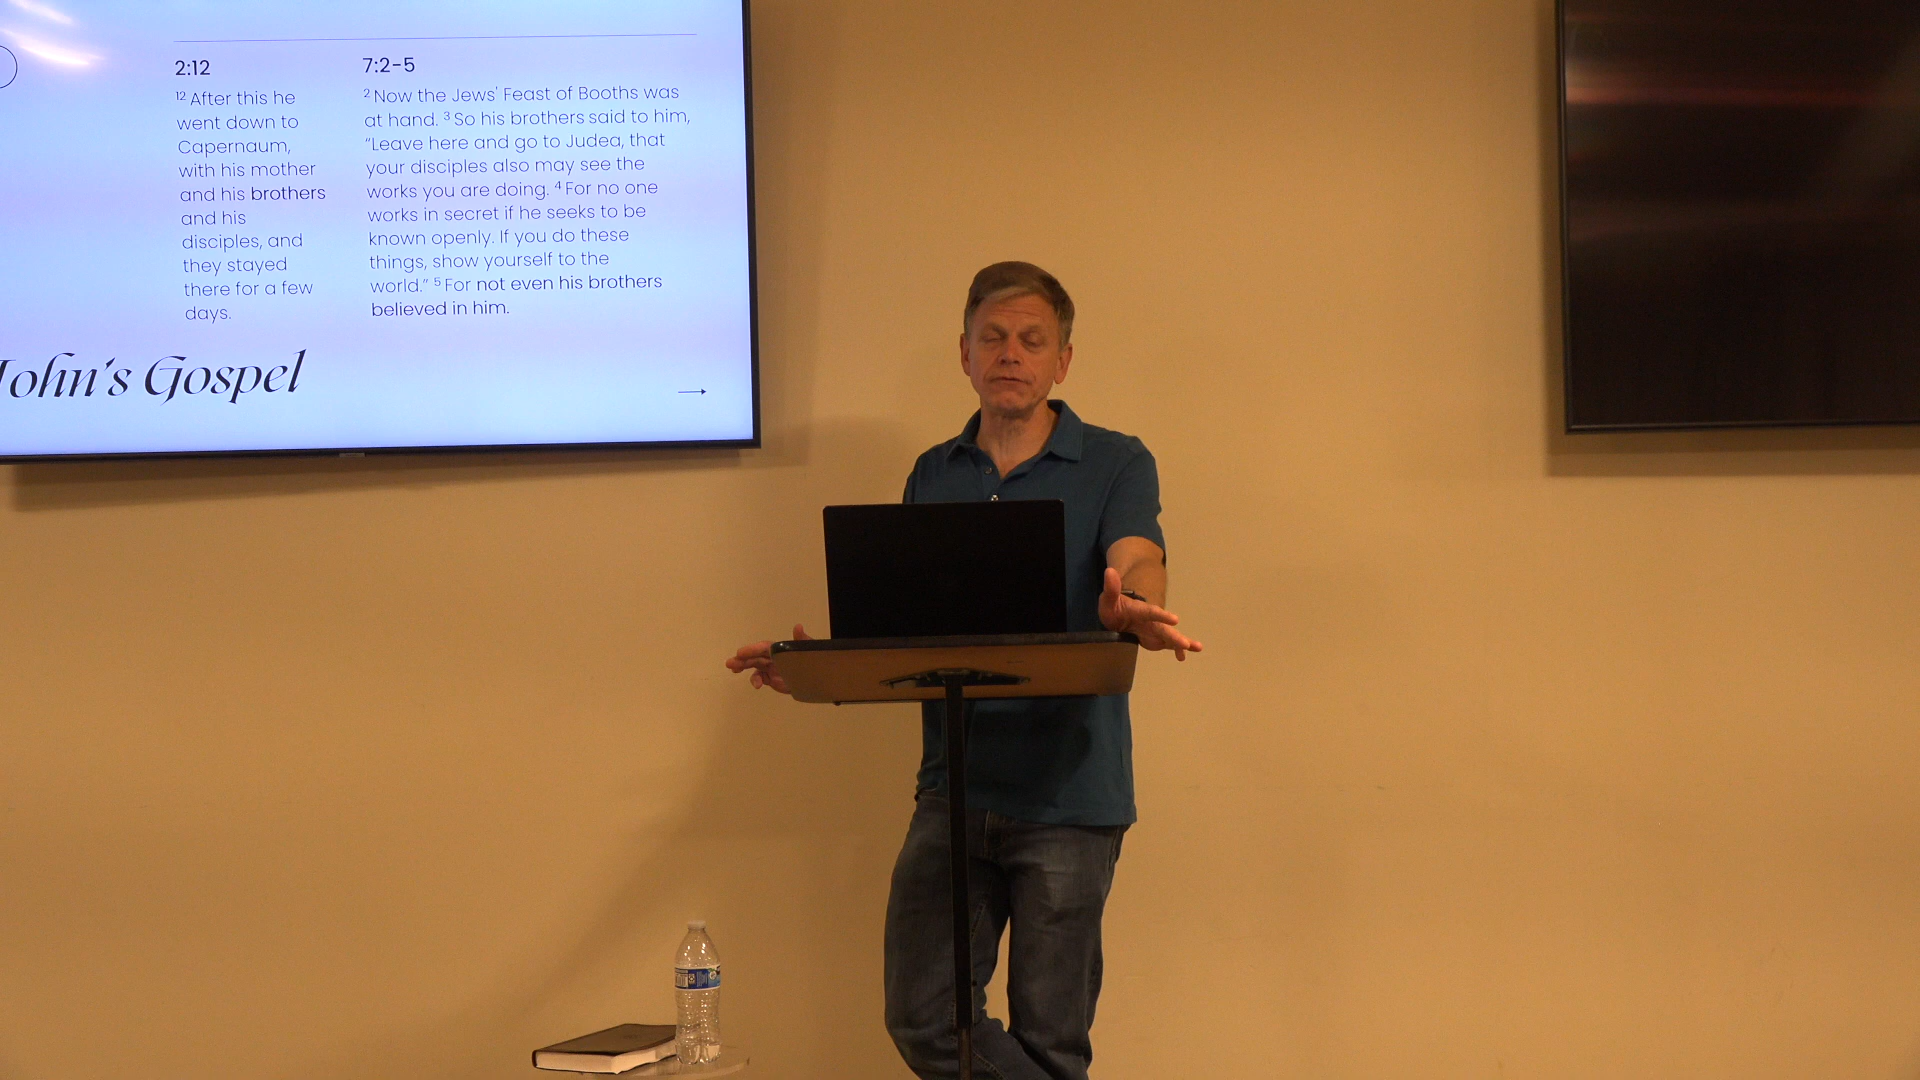 2:12
12 After this he
went down to
Capernaum,
with his mother
and his brothers
and his
disciples, and
they stayed
there for a few
days.
7:2-5
2 Now the Jews' Feast of Booths was
at hand. 3 So his brothers said to him,
“Leave here and go to Judea, that
your disciples also may see the
works you are doing. 4 For no one
works in secret if he seeks to be
known openly. If you do these
things, show yourself to the
world.” 5 For not even his brothers
believed in him.
John's Gospel